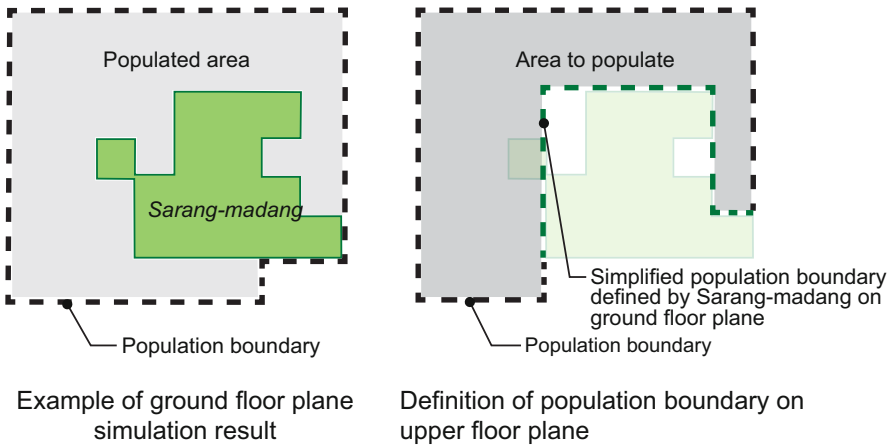 Populated area
Sarang-madang
Population boundary
Example of ground floor plane
simulation result
Area to populate
Simplified population boundary
defined by Sarang-madang on
ground floor plane
Population boundary
Definition of population boundary on
upper floor plane